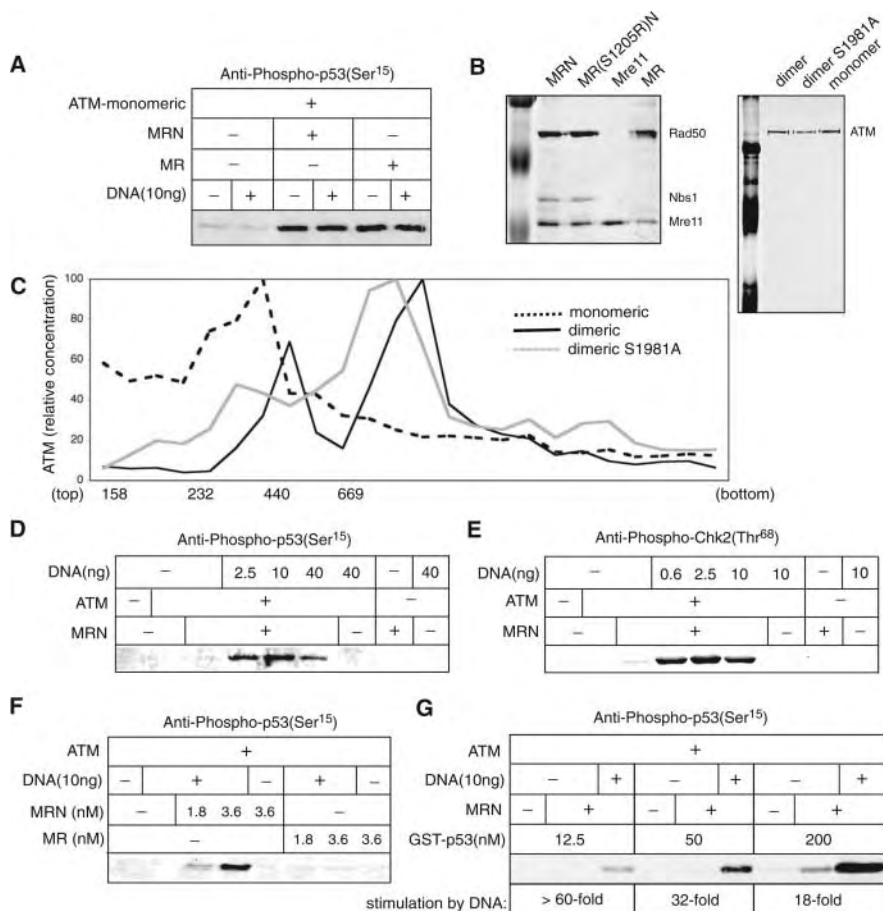 A
Anti-Phospho-p53(Ser15)
ATM-monomeric +
MRN – + –
MR – – +
DNA(10ng) – + – + – +
B
MRN MR(S1205R)N Mre11 MR
Rad50
Nbs1
Mre11
dimer dimer S1981A monomer
ATM
C
ATM (relative concentration)
100
80
60
40
20
0
monomeric
dimeric
dimeric S1981A
(top) 158 232 440 669 (bottom)
D
Anti-Phospho-p53(Ser15)
DNA(ng) – 2.5 10 40 40 – 40
ATM – + –
MRN – + – + –
E
Anti-Phospho-Chk2(Thr68)
DNA(ng) – 0.6 2.5 10 10 – 10
ATM – + –
MRN – + – + –
F
Anti-Phospho-p53(Ser15)
ATM +
DNA(10ng) – + – + –
MRN (nM) – 1.8 3.6 3.6 –
MR (nM) – 1.8 3.6 3.6
G
Anti-Phospho-p53(Ser15)
ATM +
DNA(10ng) – + – + – +
MRN – + – + – +
GST-p53(nM) 12.5 50 200
stimulation by DNA: > 60-fold 32-fold 18-fold